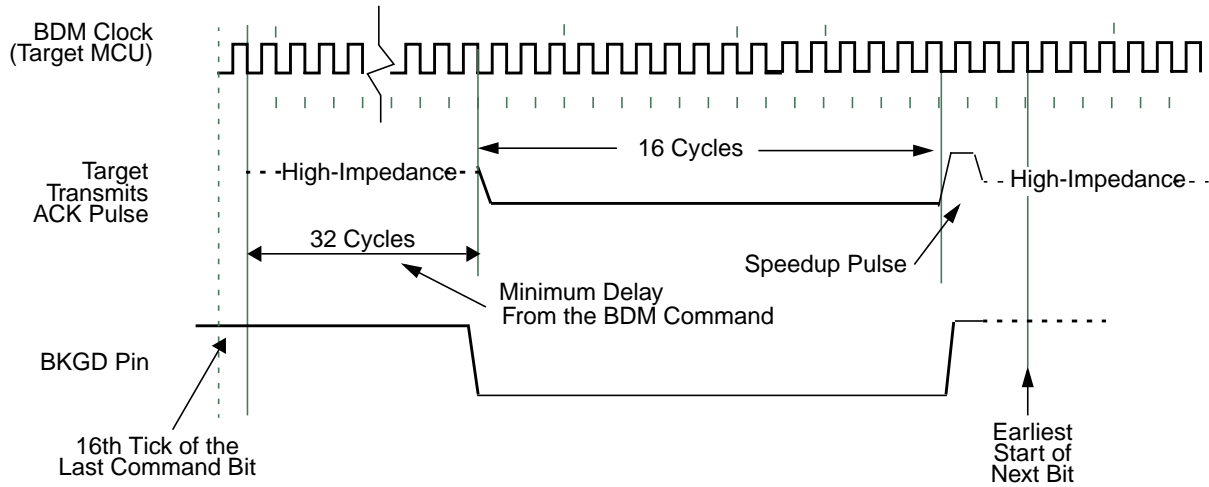 BDM Clock
(Target MCU)
16 Cycles
Target
Transmits
ACK Pulse
High-Impedance
High-Impedance
32 Cycles
Speedup Pulse
Minimum Delay
From the BDM Command
BKGD Pin
16th Tick of the
Last Command Bit
Earliest
Start of
Next Bit